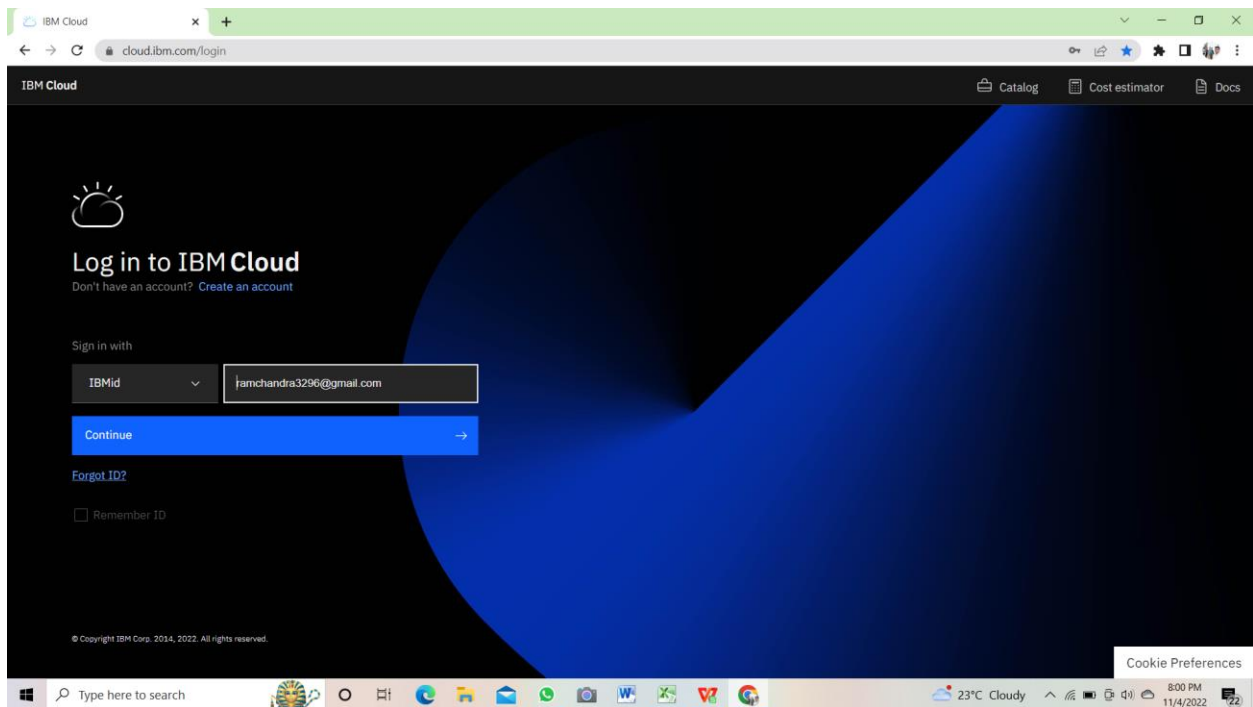 IBM Cloud
cloud.ibm.com/login
IBM Cloud
Catalog
Cost estimator
Docs
Log in to IBM Cloud
Don't have an account? Create an account
Sign in with
IBMid
ramchandra3296@gmail.com
Continue
Forgot ID?
Remember ID
© Copyright IBM Corp. 2014, 2022. All rights reserved.
Cookie Preferences
Type here to search
23°C Cloudy
8:00 PM
11/4/2022
22